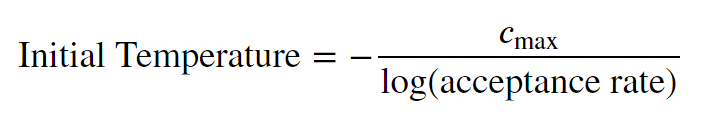 Initial Temperature = − c_max / log(acceptance rate)